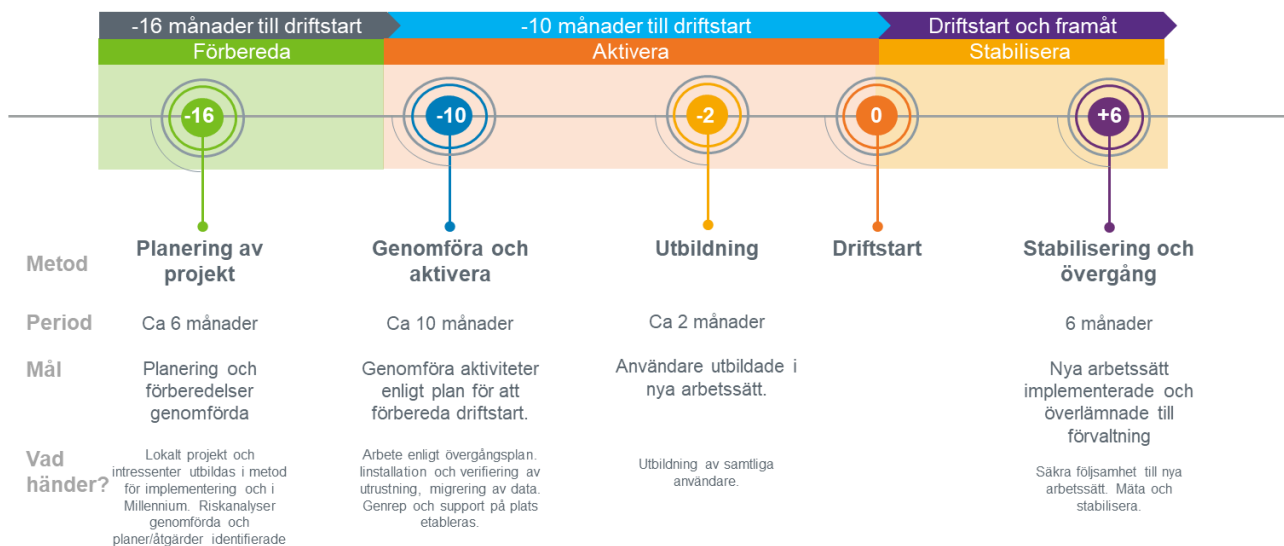 -16 månader till driftstart
-10 månader till driftstart
Driftstart och framåt
Förbereda
Aktivera
Stabilisera
-16
-10
-2
0
+6
Metod
Planering av
projekt
Genomföra och
aktivera
Utbildning
Driftstart
Stabilisering och
övergång
Period
Ca 6 månader
Ca 10 månader
Ca 2 månader
6 månader
Mål
Planering och
förberedelser
genomförda
Genomföra aktiviteter
enligt plan för att
förbereda driftstart.
Användare utbildade i
nya arbetssätt.
Nya arbetssätt
implementerade och
överlämnade till
förvaltning
Vad
händer?
Lokalt projekt och
intressenter utbildas i metod
för implementering och i
Millennium. Riskanalyser
genomförda och
planer/åtgärder identifierade
Arbete enligt övergångsplan.
Iinstallation och verifiering av
utrustning, migrering av data.
Genrep och support på plats
etableras.
Utbildning av samtliga
användare.
Säkra följsamhet till nya
arbetssätt. Mäta och
stabilisera.